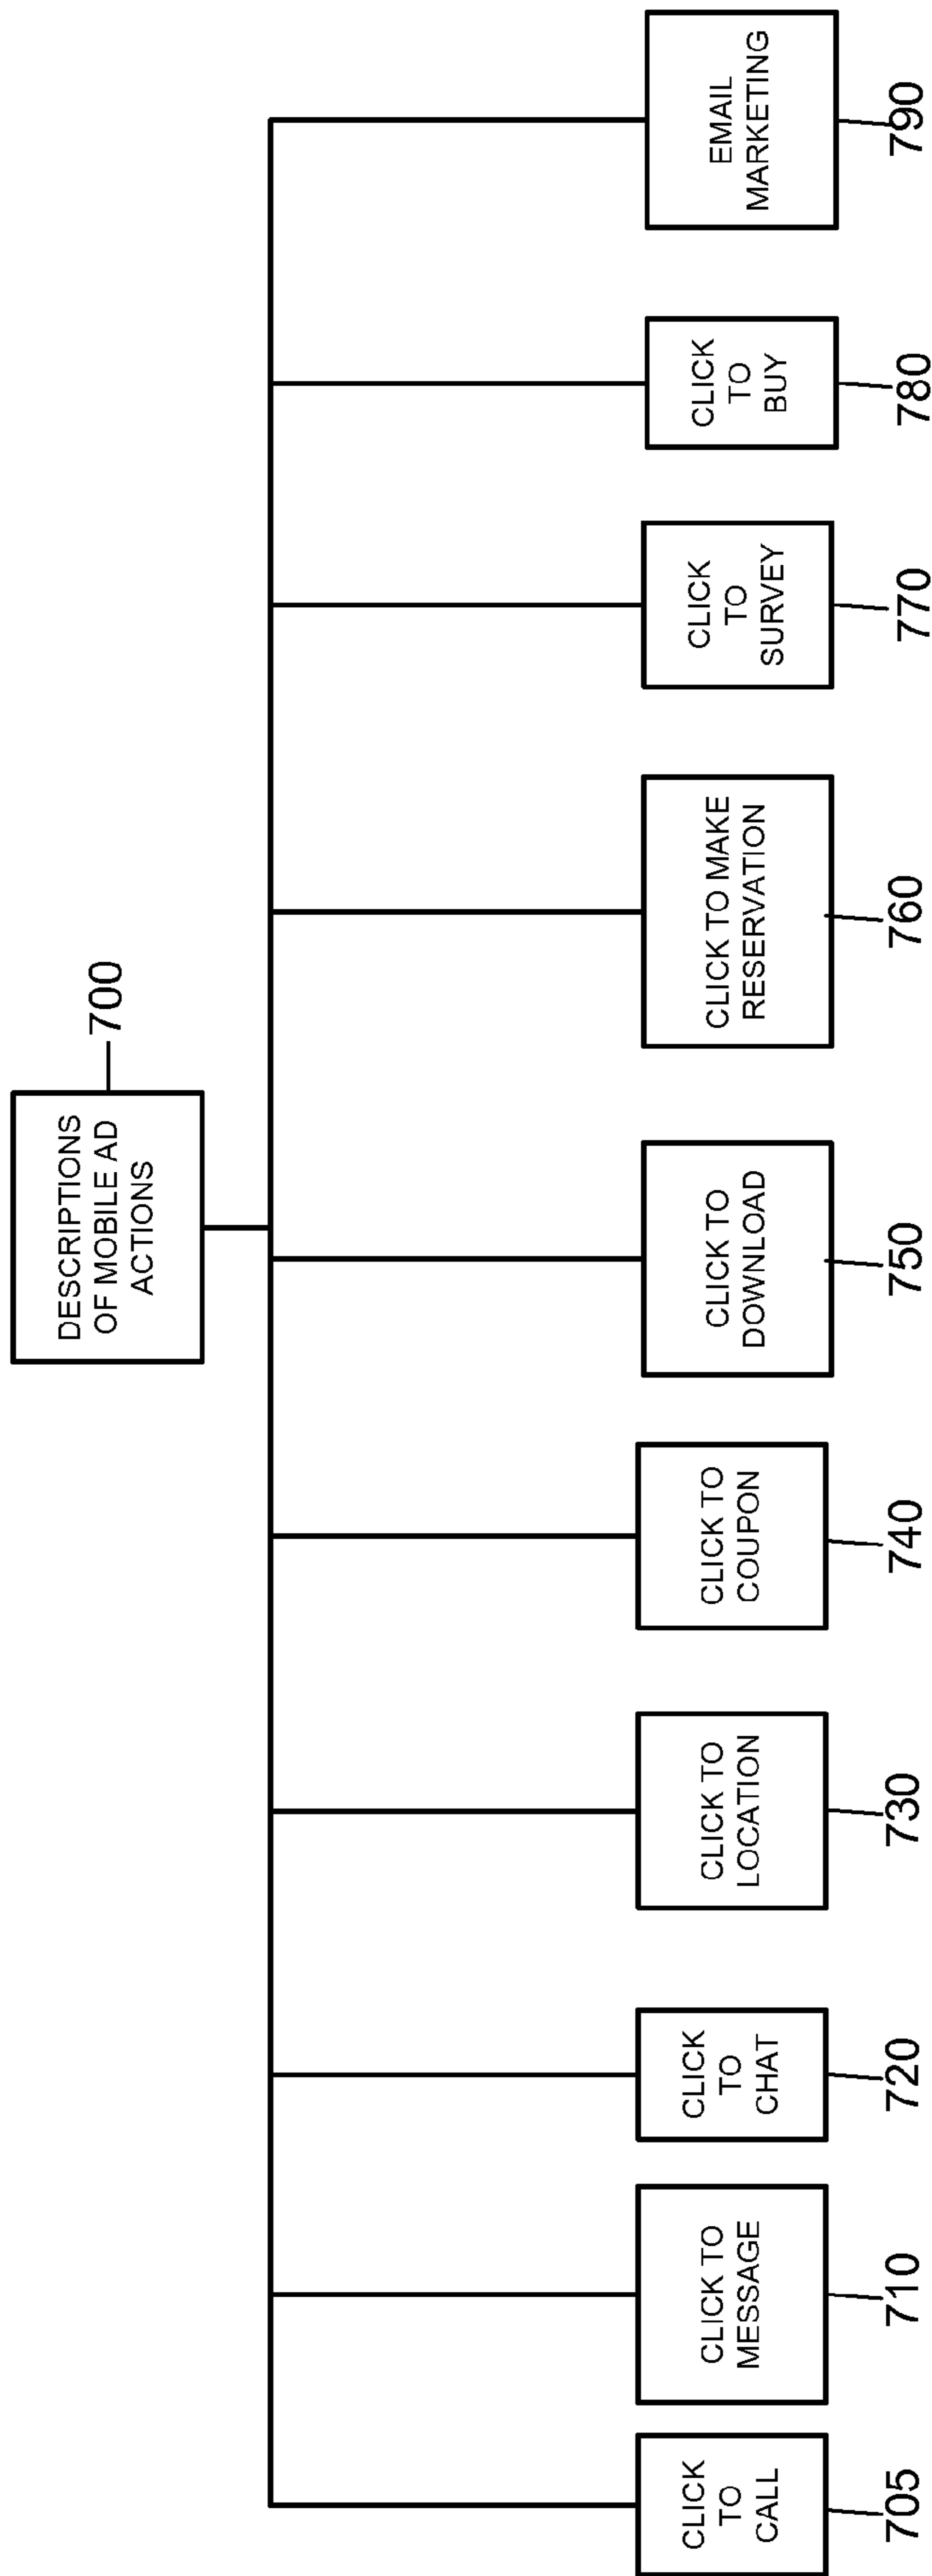 DESCRIPTIONS
OF MOBILE AD
ACTIONS
700
CLICK
TO
CALL
705
CLICK TO
MESSAGE
710
CLICK
TO
CHAT
720
CLICK TO
LOCATION
730
CLICK TO
COUPON
740
CLICK TO
DOWNLOAD
750
CLICK TO MAKE
RESERVATION
760
CLICK
TO
SURVEY
770
CLICK
TO
BUY
780
EMAIL
MARKETING
790